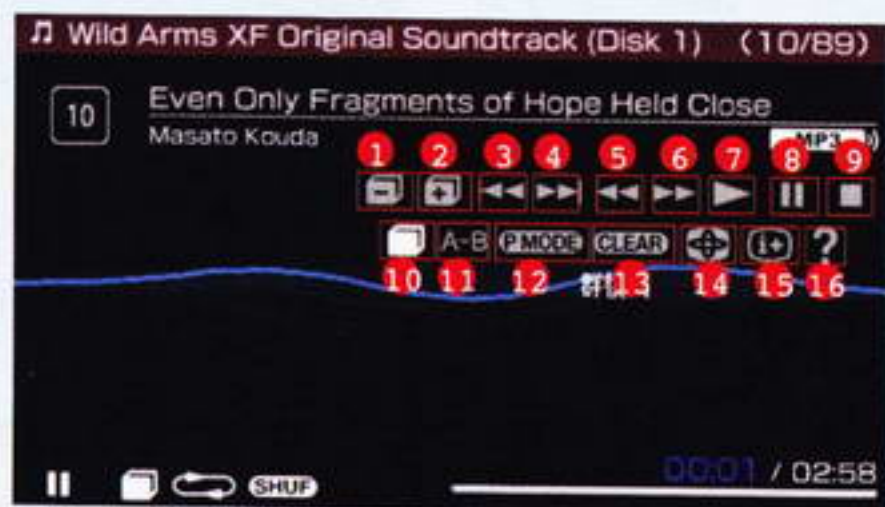 Wild Arms XF Original Soundtrack (Disk 1) (10/89)
10 Even Only Fragments of Hope Held Close
Masato Kouda MP3
1 2 3 4 5 6 7 8 9
A-B P.MODE CLEAR i+ ?
10 11 12 13 14 15 16
00:01 / 02:58
SHUF